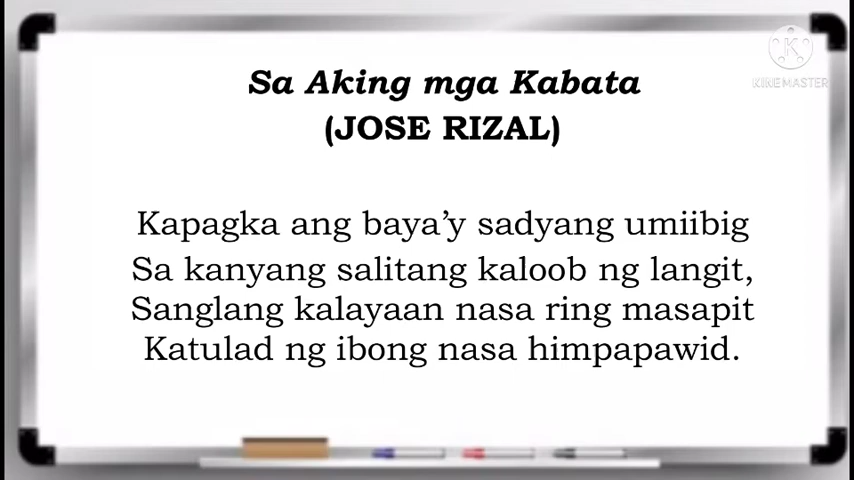 Sa Aking mga Kabata
(JOSE RIZAL)
Kapagka ang baya’y sadyang umiibig
Sa kanyang salitang kaloob ng langit,
Sanglang kalayaan nasa ring masapit
Katulad ng ibong nasa himpapawid.
KINEMASTER